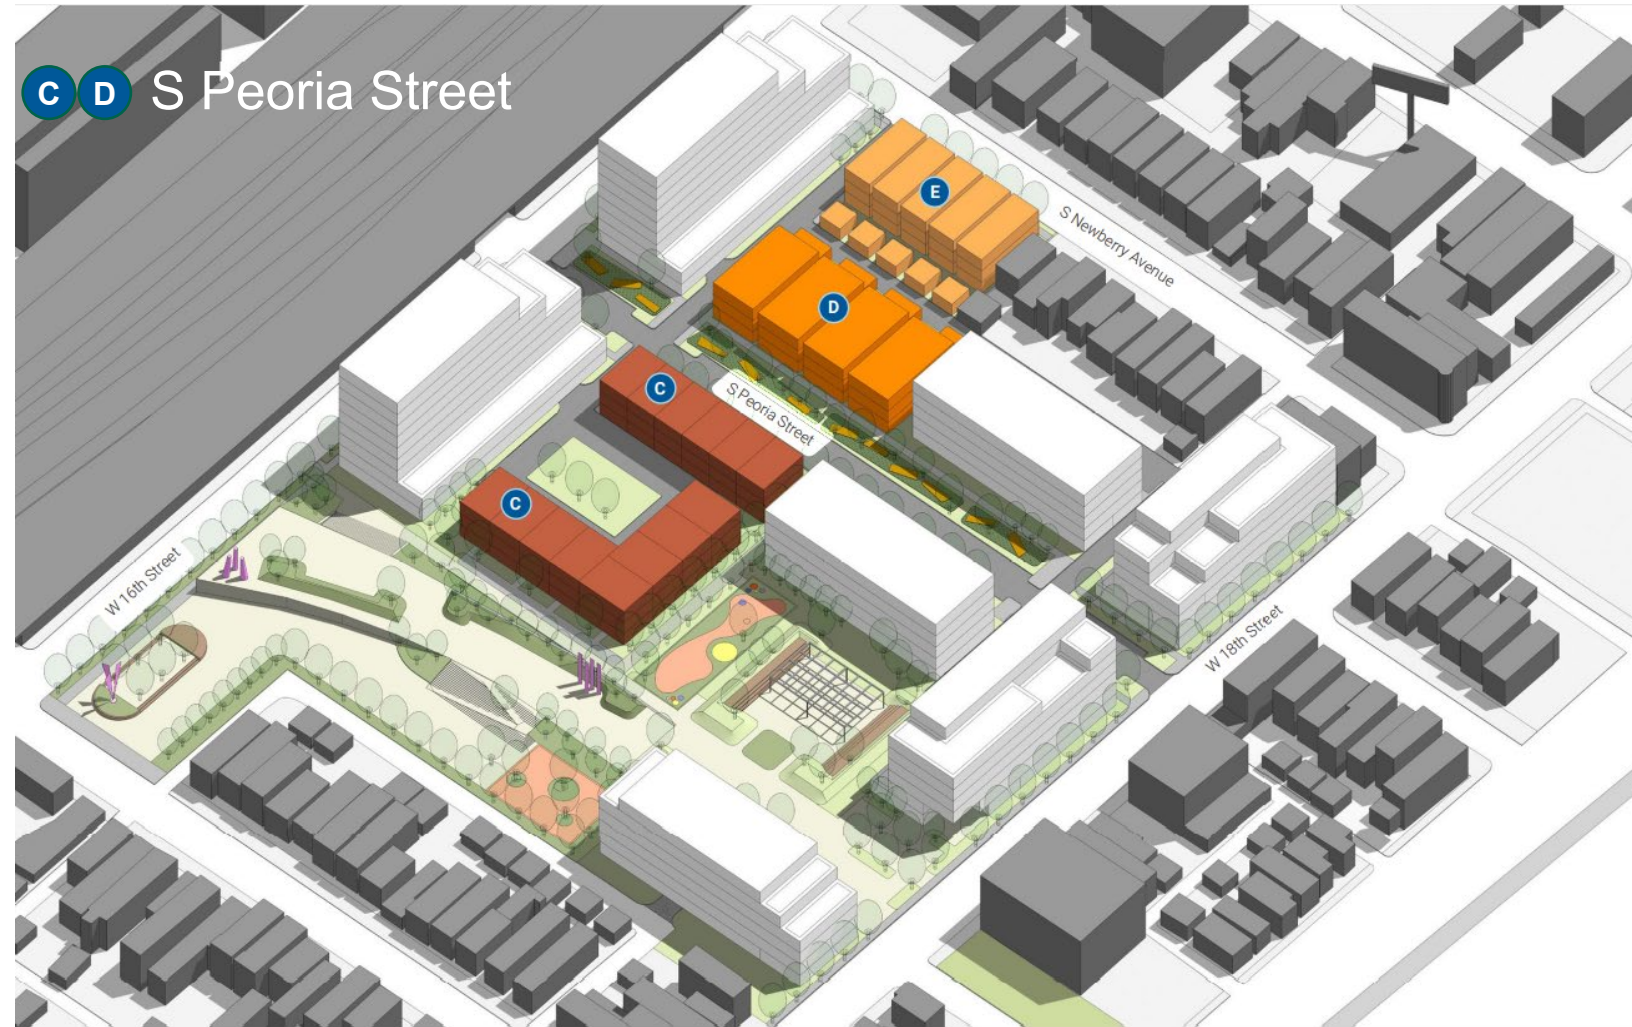 C D S Peoria Street
E
S Newberry Avenue
D
C
S Peoria Street
C
W 16th Street
W 18th Street